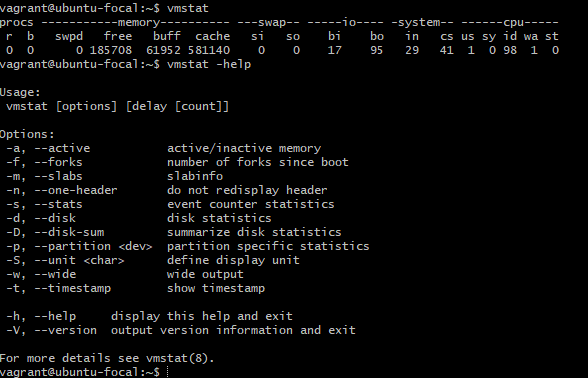 vagrant@ubuntu-focal:~$ vmstat
procs -----------memory---------- ---swap-- -----io---- -system-- ------cpu-----
 r  b   swpd   free   buff  cache   si   so    bi    bo   in   cs us sy id wa st
 0  0      0 185708  61952 581140    0    0    17    95   29   41  1  0 98  1  0
vagrant@ubuntu-focal:~$ vmstat -help

Usage:
 vmstat [options] [delay [count]]

Options:
 -a, --active           active/inactive memory
 -f, --forks            number of forks since boot
 -m, --slabs            slabinfo
 -n, --one-header       do not redisplay header
 -s, --stats            event counter statistics
 -d, --disk             disk statistics
 -D, --disk-sum         summarize disk statistics
 -p, --partition <dev>  partition specific statistics
 -S, --unit <char>      define display unit
 -w, --wide             wide output
 -t, --timestamp        show timestamp

 -h, --help     display this help and exit
 -V, --version  output version information and exit

For more details see vmstat(8).
vagrant@ubuntu-focal:~$